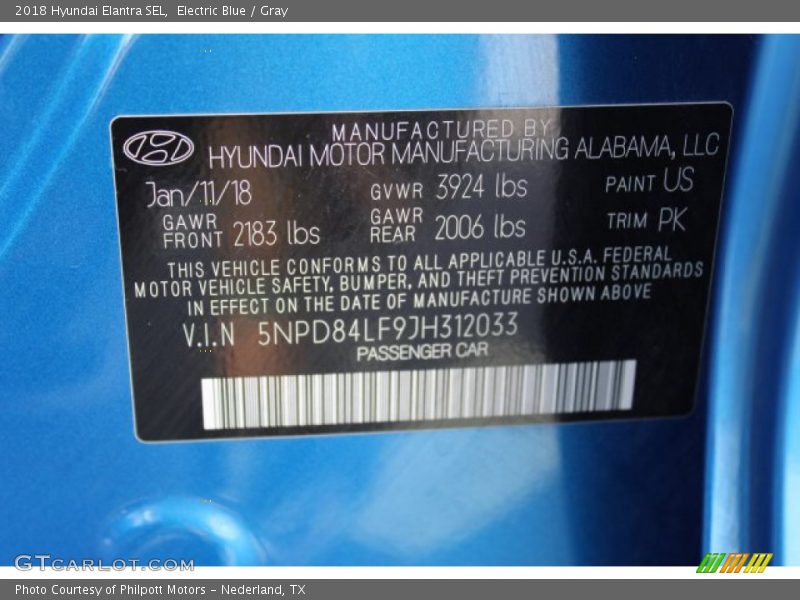 2018 Hyundai Elantra SEL, Electric Blue / Gray
MANUFACTURED BY
HYUNDAI MOTOR MANUFACTURING ALABAMA, LLC
Jan/11/18 GVWR 3924 lbs PAINT US
GAWR FRONT 2183 lbs GAWR REAR 2006 lbs TRIM PK
THIS VEHICLE CONFORMS TO ALL APPLICABLE U.S.A. FEDERAL
MOTOR VEHICLE SAFETY, BUMPER, AND THEFT PREVENTION STANDARDS
IN EFFECT ON THE DATE OF MANUFACTURE SHOWN ABOVE
V.I.N 5NPD84LF9JH312033
PASSENGER CAR
GTCARLOT.COM
Photo Courtesy of Philpott Motors - Nederland, TX